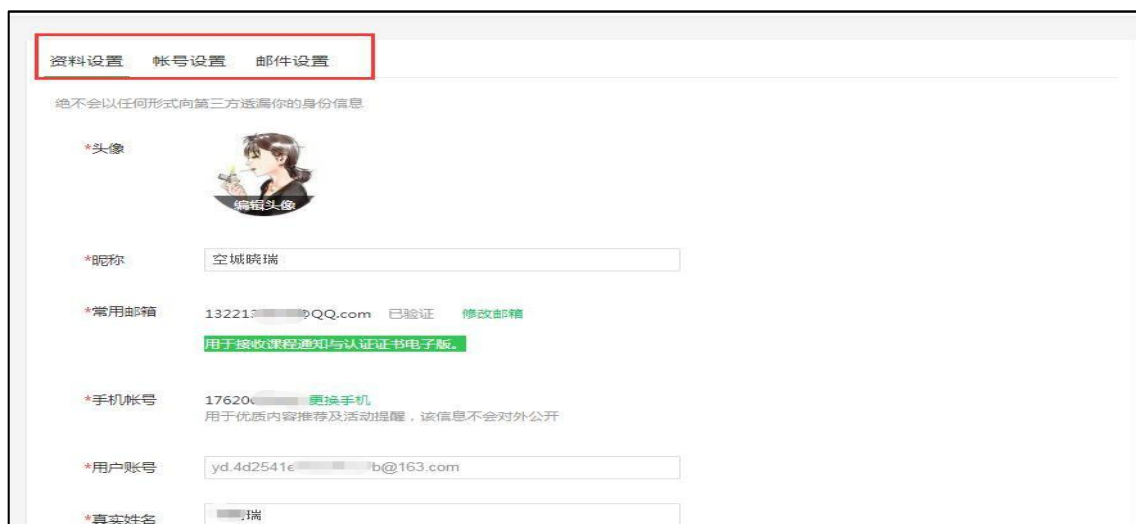 资料设置 帐号设置 邮件设置
绝不会以任何形式向第三方透漏你的身份信息
*头像
编辑头像
*昵称 空城晓瑞
*常用邮箱 13221 @QQ.com 已验证 修改邮箱
用于接收课程通知与认证证书电子版。
*手机帐号 17620 更换手机
用于优质内容推荐及活动提醒，该信息不会对外公开
*用户账号 yd.4d2541e b@163.com
*真实姓名 瑞